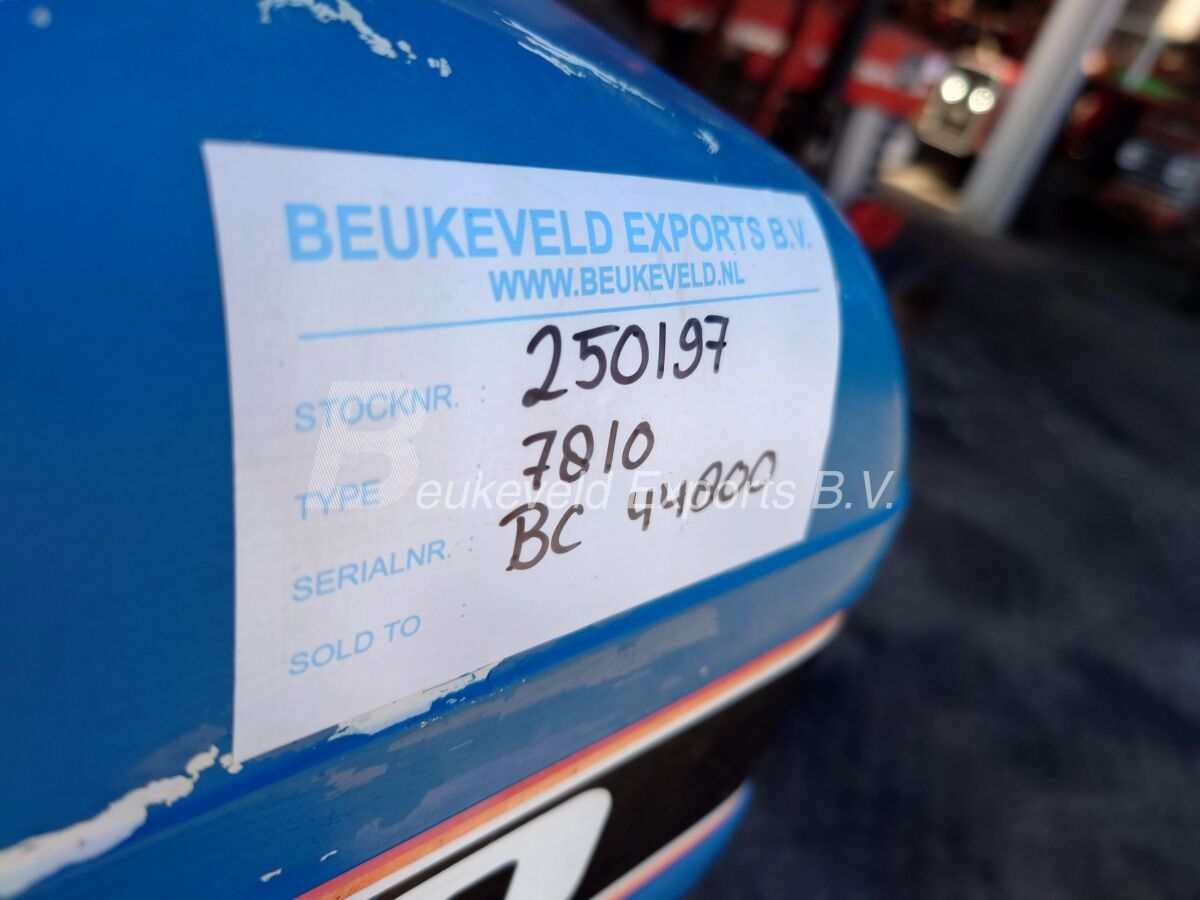 BEUKEVELD EXPORTS B.V.
WWW.BEUKEVELD.NL
STOCKNR. : 250197
TYPE : 7810
SERIALNR. : BC 44000
SOLD TO :
Beukeveld Exports B.V.